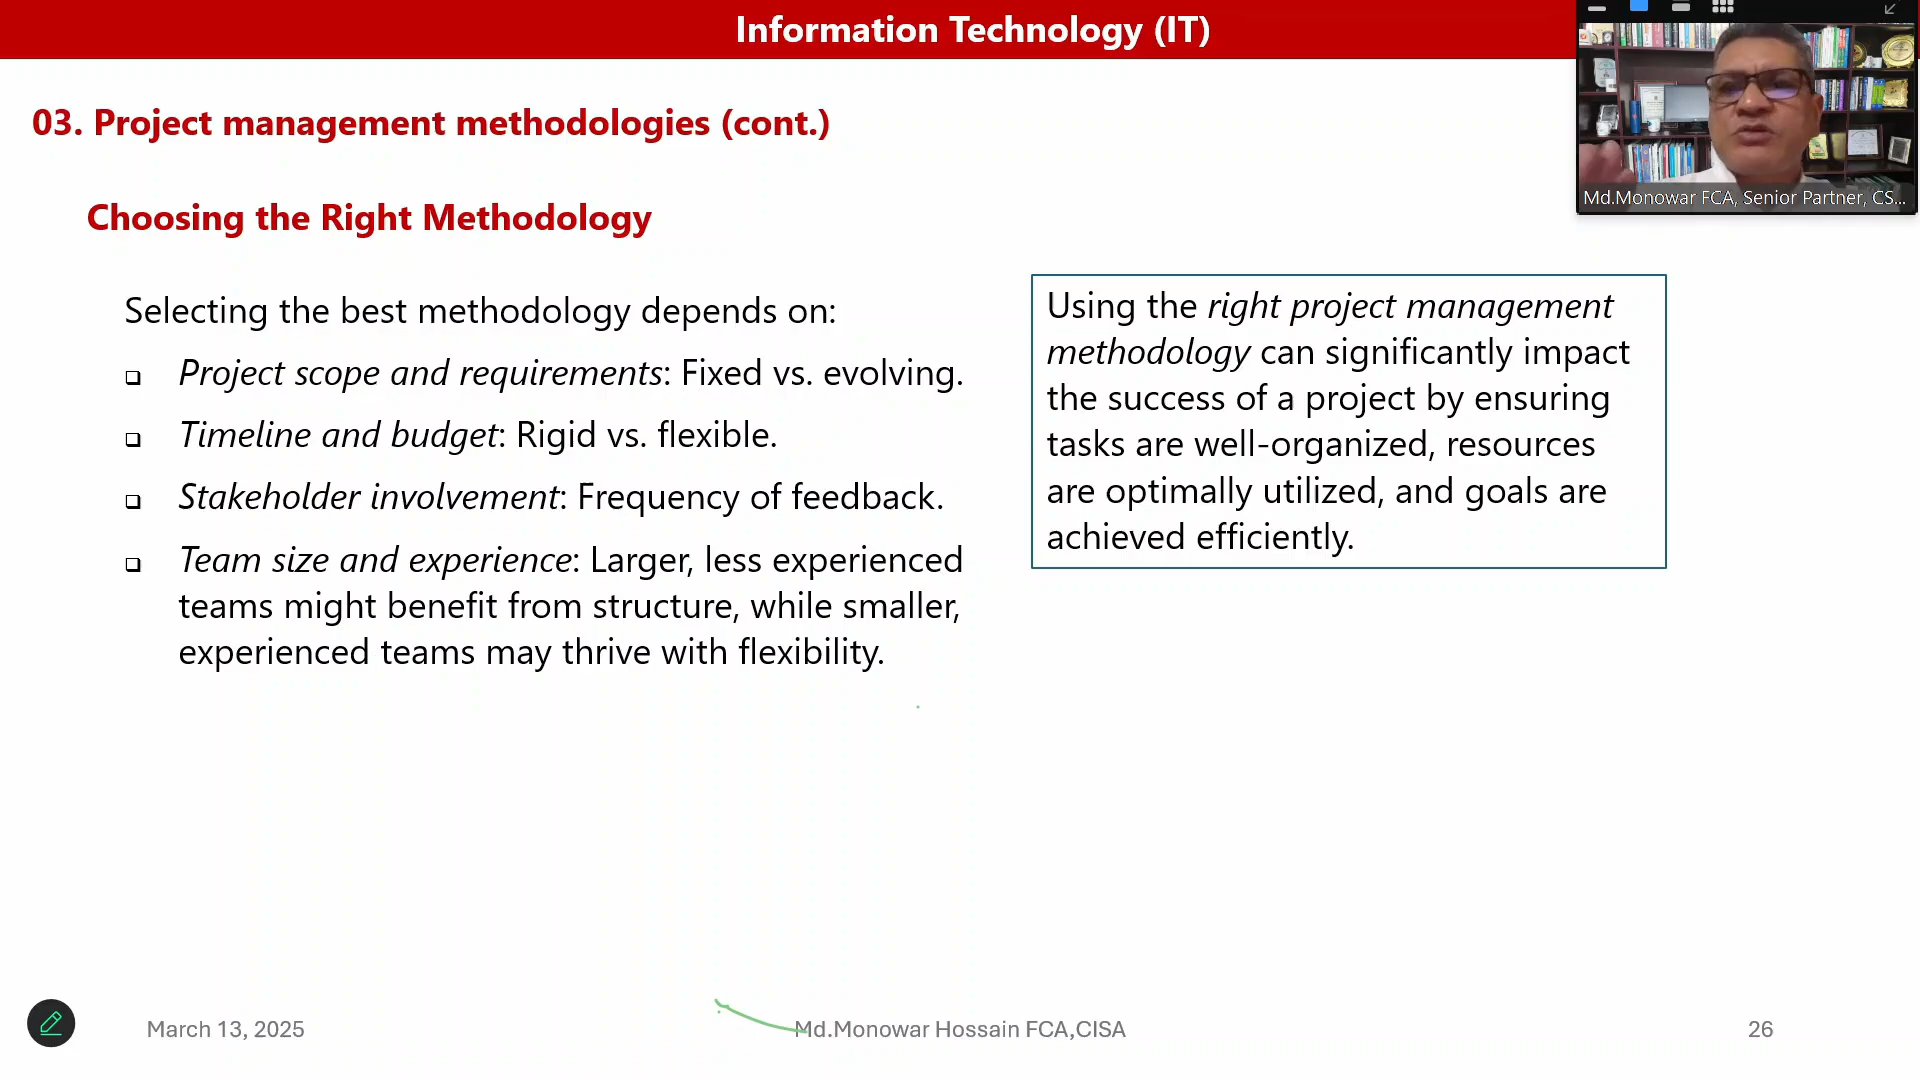 Information Technology (IT)
Md.Monowar FCA, Senior Partner, CS...
03. Project management methodologies (cont.)
Choosing the Right Methodology
Selecting the best methodology depends on:
❑ Project scope and requirements: Fixed vs. evolving.
❑ Timeline and budget: Rigid vs. flexible.
❑ Stakeholder involvement: Frequency of feedback.
❑ Team size and experience: Larger, less experienced
teams might benefit from structure, while smaller,
experienced teams may thrive with flexibility.
Using the right project management
methodology can significantly impact
the success of a project by ensuring
tasks are well-organized, resources
are optimally utilized, and goals are
achieved efficiently.
March 13, 2025
Md.Monowar Hossain FCA,CISA
26